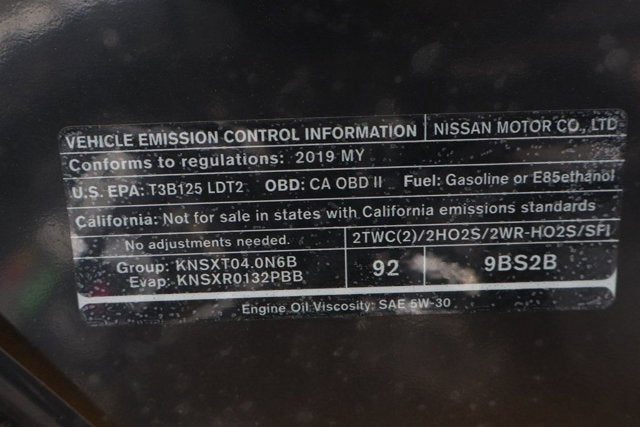 VEHICLE EMISSION CONTROL INFORMATION NISSAN MOTOR CO., LTD
Conforms to regulations: 2019 MY
U.S. EPA: T3B125 LDT2 OBD: CA OBD II Fuel: Gasoline or E85ethanol
California: Not for sale in states with California emissions standards
No adjustments needed. 2TWC(2)/2HO2S/2WR-HO2S/SFI
Group: KNSXT04.0N6B
Evap: KNSXR0132PBB
92 9BS2B
Engine Oil Viscosity: SAE 5W-30